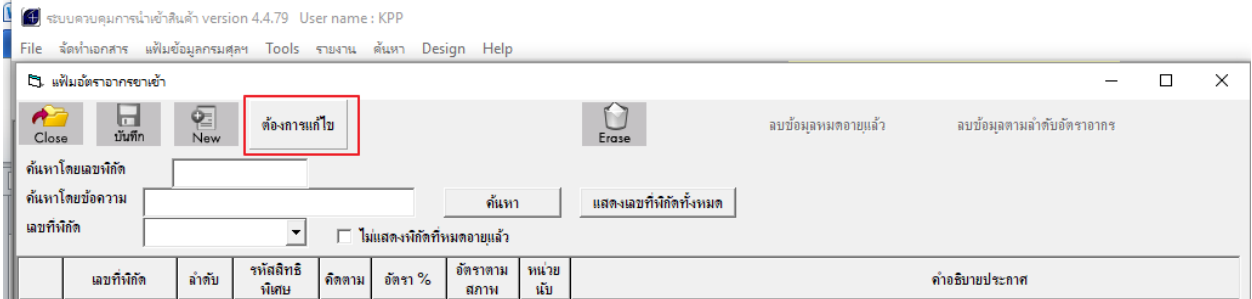 ระบบควบคุมการนำเข้าสินค้า version 4.4.79 User name : KPP
File จัดทำเอกสาร แฟ้มข้อมูลกรมศุลฯ Tools รายงาน ค้นหา Design Help
แฟ้มอัตราอากรขาเข้า
Close บันทึก New ต้องการแก้ไข Erase ลบข้อมูลหมดอายุแล้ว ลบข้อมูลตามลำดับอัตราอากร
ค้นหาโดยเลขพิกัด
ค้นหาโดยข้อความ ค้นหา แสดงเลขที่พิกัดทั้งหมด
เลขที่พิกัด ไม่แสดงพิกัดที่หมดอายุแล้ว
เลขที่พิกัด ลำดับ รหัสสิทธิพิเศษ คิดตาม อัตรา % อัตราตามสภาพ หน่วยนับ คำอธิบายประกาศ